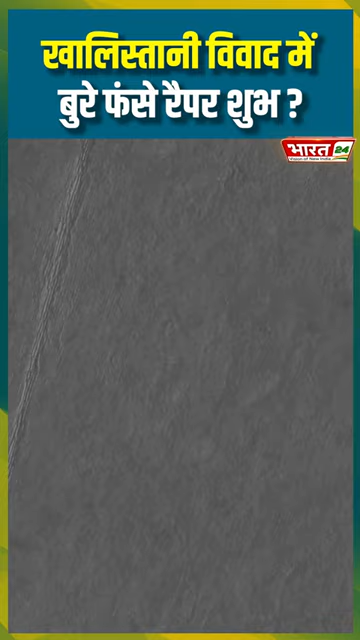 खालिस्तानी विवाद में
बुरे फंसे रैपर शुभ ?
भारत 24
Vision of New India